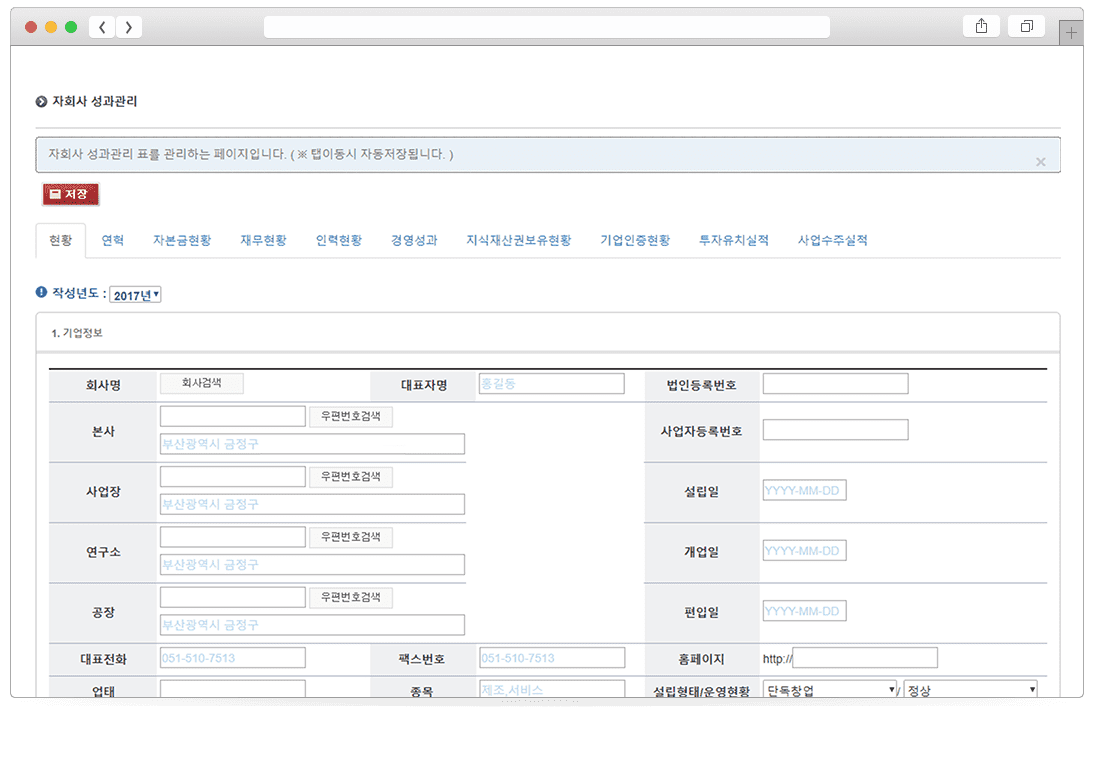 자회사 성과관리
자회사 성과관리 표를 관리하는 페이지입니다. ( ※ 탭이동시 자동저장됩니다. )
저장
현황 연혁 자본금현황 재무현황 인력현황 경영성과 지식재산권보유현황 기업인증현황 투자유치실적 사업수주실적
작성년도 : 2017년
1. 기업정보
회사명 회사검색 대표자명 홍길동 법인등록번호
본사 우편번호검색 사업자등록번호
부산광역시 금정구
사업장 우편번호검색 설립일 YYYY-MM-DD
부산광역시 금정구
연구소 우편번호검색 개업일 YYYY-MM-DD
부산광역시 금정구
공장 우편번호검색 편입일 YYYY-MM-DD
부산광역시 금정구
대표전화 051-510-7513 팩스번호 051-510-7513 홈페이지 http://
업태 종목 제조,서비스 설립형태/운영현황 단독창업 / 정상